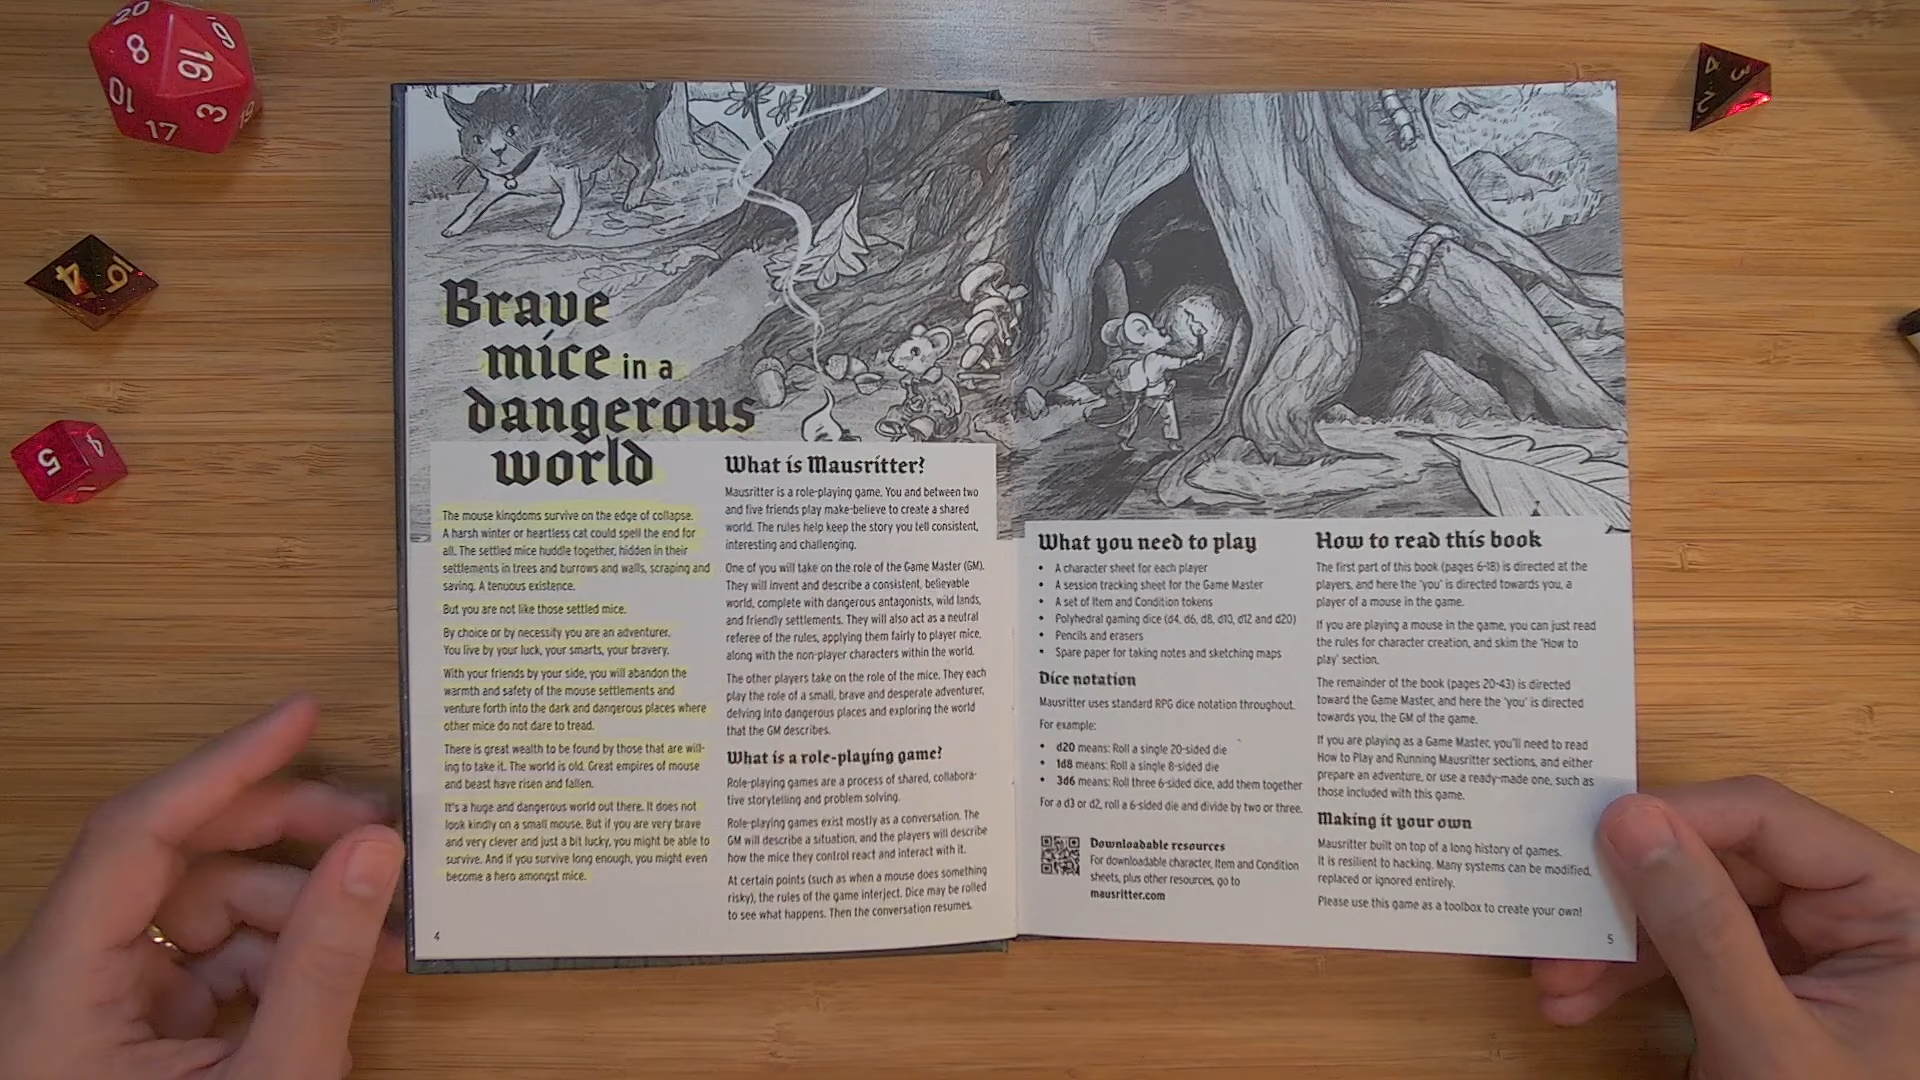 Brave
mice in a
dangerous
world
The mouse kingdoms survive on the edge of collapse.
A harsh winter or heartless cat could spell the end for
all. The settled mice huddle together, hidden in their
settlements in trees and burrows and walls, scraping and
saving. A tenuous existence.
But you are not like those settled mice.
By choice or by necessity you are an adventurer.
You live by your luck, your smarts, your bravery.
With your friends by your side, you will abandon the
warmth and safety of the mouse settlements and
venture forth into the dark and dangerous places where
other mice do not dare to tread.
There is great wealth to be found by those that are will-
ing to take it. The world is old. Great empires of mouse
and beast have risen and fallen.
It's a huge and dangerous world out there. It does not
look kindly on a small mouse. But if you are very brave
and very clever and just a bit lucky, you might be able to
survive. And if you survive long enough, you might even
become a hero amongst mice.
4
What is Mausritter?
Mausritter is a role-playing game. You and between two
and five friends play make-believe to create a shared
world. The rules help keep the story you tell consistent,
interesting and challenging.
One of you will take on the role of the Game Master (GM).
They will invent and describe a consistent, believable
world, complete with dangerous antagonists, wild lands,
and friendly settlements. They will also act as a neutral
referee of the rules, applying them fairly to player mice,
along with the non-player characters within the world.
The other players take on the role of the mice. They each
play the role of a small, brave and desperate adventurer,
delving into dangerous places and exploring the world
that the GM describes.
What is a role-playing game?
Role-playing games are a process of shared, collabora-
tive storytelling and problem solving.
Role-playing games exist mostly as a conversation. The
GM will describe a situation, and the players will describe
how the mice they control react and interact with it.
At certain points (such as when a mouse does something
risky), the rules of the game interject. Dice may be rolled
to see what happens. Then the conversation resumes.
What you need to play
• A character sheet for each player
• A session tracking sheet for the Game Master
• A set of Item and Condition tokens
• Polyhedral gaming dice (d4, d6, d8, d10, d12 and d20)
• Pencils and erasers
• Spare paper for taking notes and sketching maps
Dice notation
Mausritter uses standard RPG dice notation throughout.
For example:
• d20 means: Roll a single 20-sided die
• 1d8 means: Roll a single 8-sided die
• 3d6 means: Roll three 6-sided dice, add them together
For a d3 or d2, roll a 6-sided die and divide by two or three.
Downloadable resources
For downloadable character, Item and Condition
sheets, plus other resources, go to
mausritter.com
How to read this book
The first part of this book (pages 6-18) is directed at the
players, and here the "you" is directed towards you, a
player of a mouse in the game.
If you are playing a mouse in the game, you can just read
the rules for character creation, and skim the "How to
play" section.
The remainder of the book (pages 20-43) is directed
toward the Game Master, and here the "you" is directed
towards you, the GM of the game.
If you are playing as a Game Master, you'll need to read
How to Play and Running Mausritter sections, and either
prepare an adventure, or use a ready-made one, such as
those included with this game.
Making it your own
Mausritter built on top of a long history of games.
It is resilient to hacking. Many systems can be modified,
replaced or ignored entirely.
Please use this game as a toolbox to create your own!
5
20
8
16
10
3
17
19
4
5
4
4
3
2